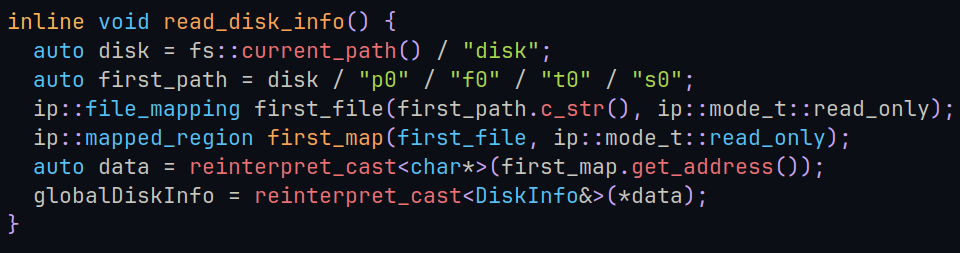 inline void read_disk_info() {
  auto disk = fs::current_path() / "disk";
  auto first_path = disk / "p0" / "f0" / "t0" / "s0";
  ip::file_mapping first_file(first_path.c_str(), ip::mode_t::read_only);
  ip::mapped_region first_map(first_file, ip::mode_t::read_only);
  auto data = reinterpret_cast<char*>(first_map.get_address());
  globalDiskInfo = reinterpret_cast<DiskInfo&>(*data);
}